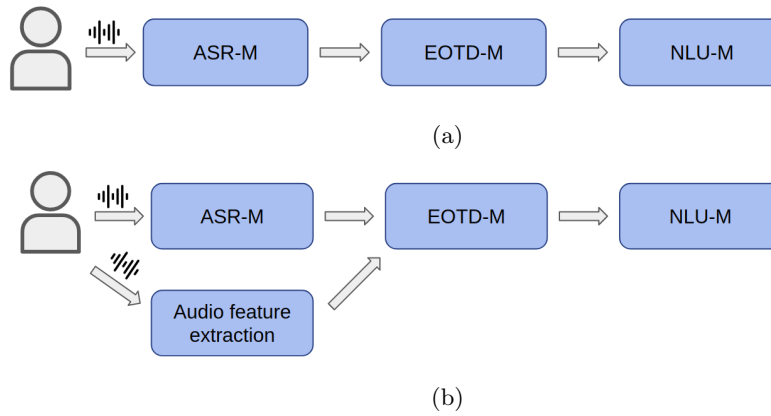 ASR-M
EOTD-M
NLU-M
(a)
ASR-M
EOTD-M
NLU-M
Audio feature
extraction
(b)